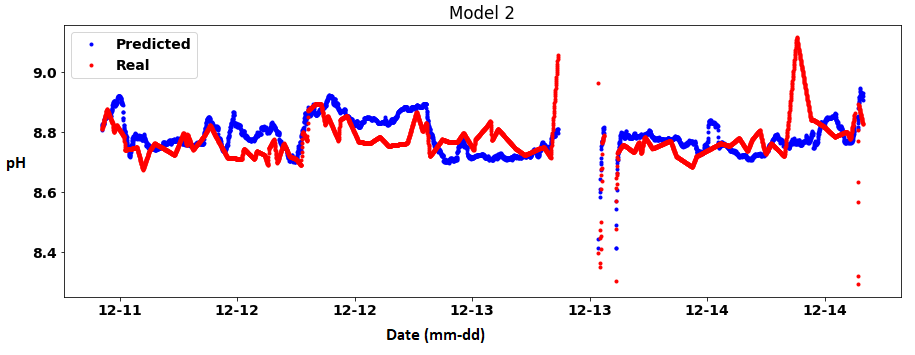 Model 2
Predicted
Real
9.0
8.8
8.6
8.4
pH
12-11 12-12 12-12 12-13 12-13 12-14 12-14
Date (mm-dd)